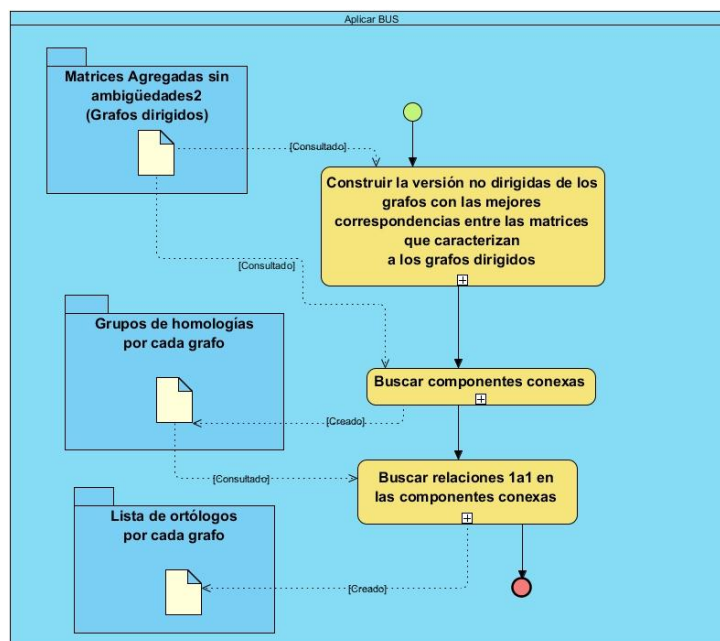 Aplicar BUS
Matrices Agregadas sin
ambigüedades2
(Grafos dirigidos)
[Consultado]
Construir la versión no dirigidas de los
grafos con las mejores
correspondencias entre las matrices
que caracterizan
a los grafos dirigidos
[Consultado]
Grupos de homologías
por cada grafo
Buscar componentes conexas
[Creado]
Buscar relaciones 1a1 en
las componentes conexas
[Consultado]
Lista de ortólogos
por cada grafo
[Creado]